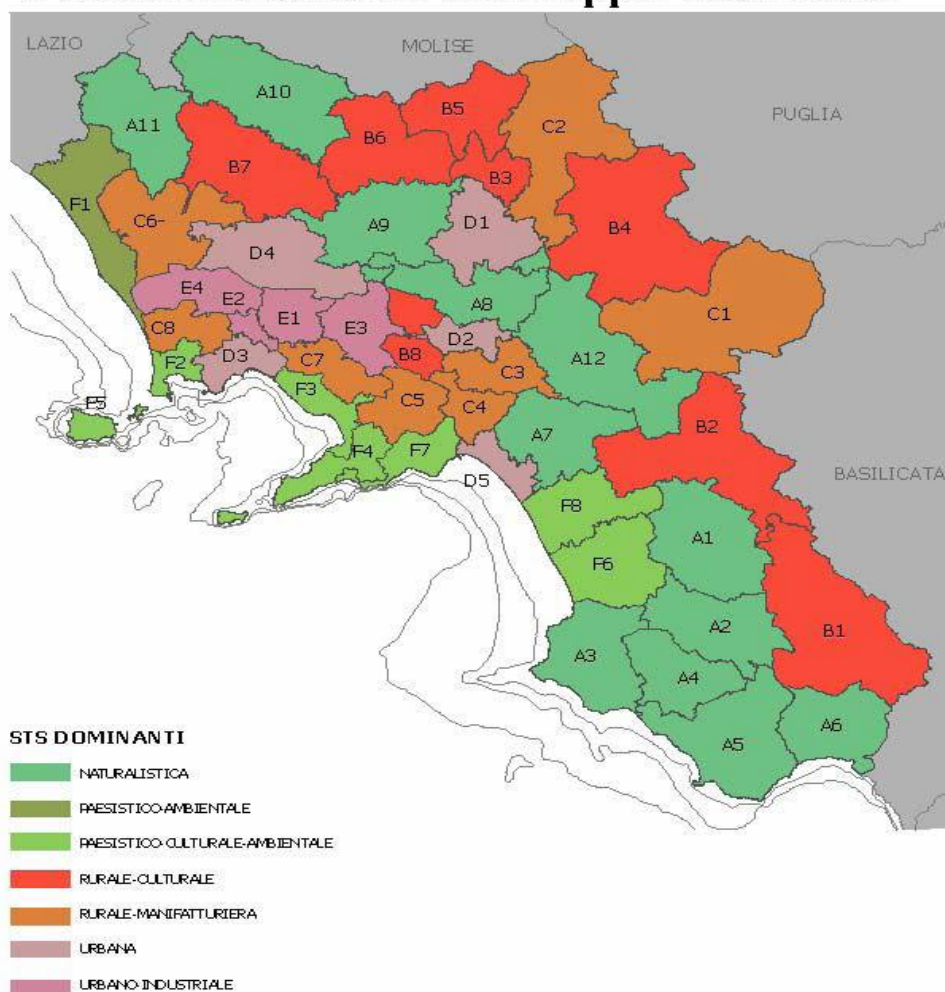 LAZIO
MOLISE
PUGLIA
BASILICATA
A10
A11
B5
C2
B6
B7
B3
F1
C6-
A9
D1
B4
D4
E4
E2
A8
C1
E1
E3
C8
D2
A12
D3
B8
F2
C7
C3
F3
F5
C5
C4
B2
A7
F4
F7
D5
F8
A1
F6
A2
B1
A3
A4
A6
A5
STS DOMINANTI
NATURALISTICA
PAESISTICO-AMBIENTALE
PAESISTICO-CULTURALE-AMBIENTALE
RURALE-CULTURALE
RURALE-MANIFATTURIERA
URBANA
URBANO-INDUSTRIALE